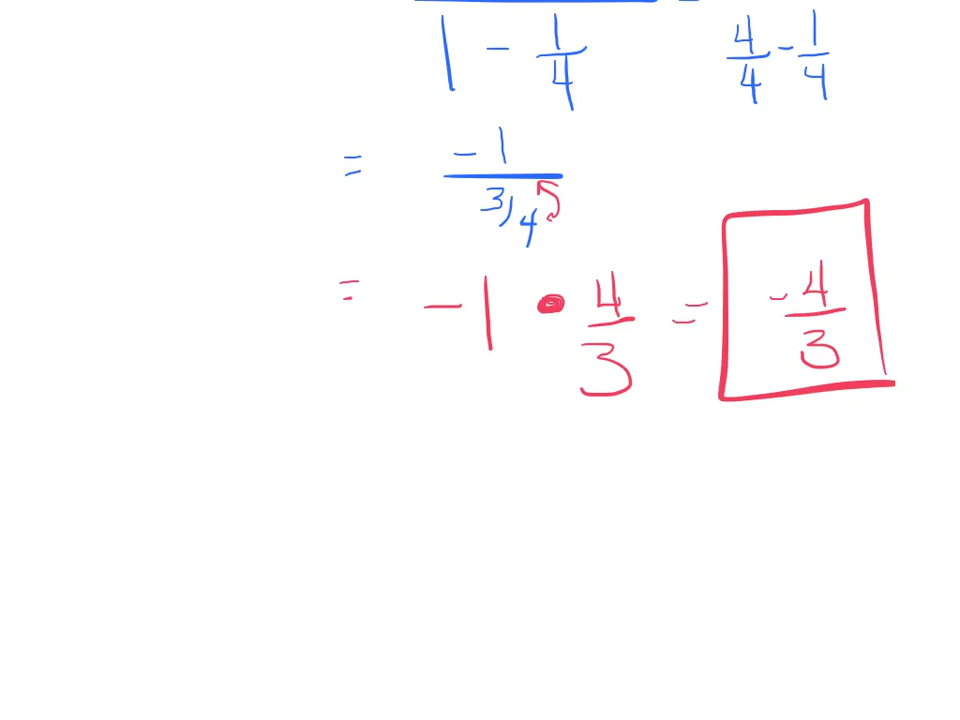 1 - 1/4    4/4 - 1/4
= -1 / 3/4
= -1 • 4/3 = -4/3